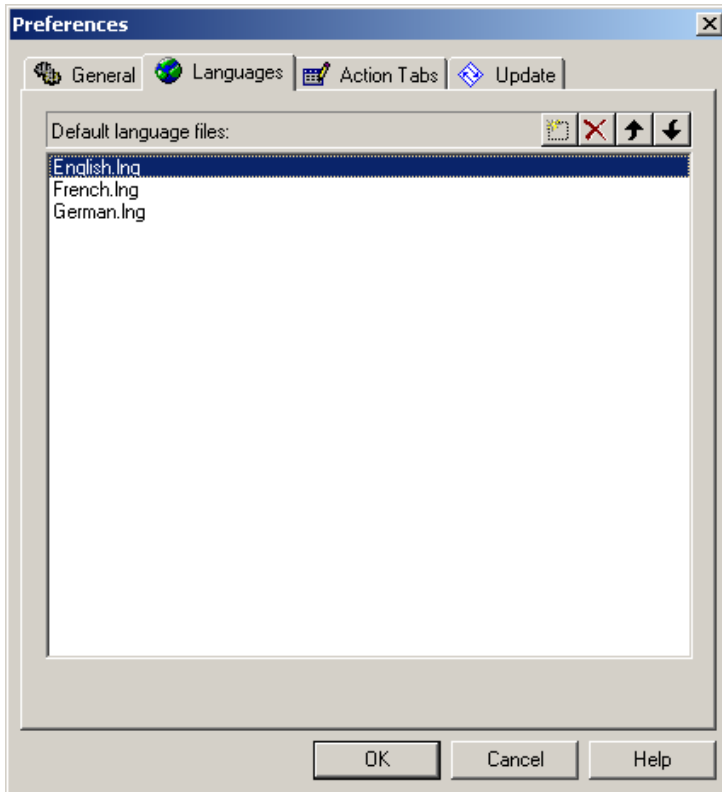 Preferences
General Languages Action Tabs Update
Default language files:
English.lng
French.lng
German.lng
OK Cancel Help